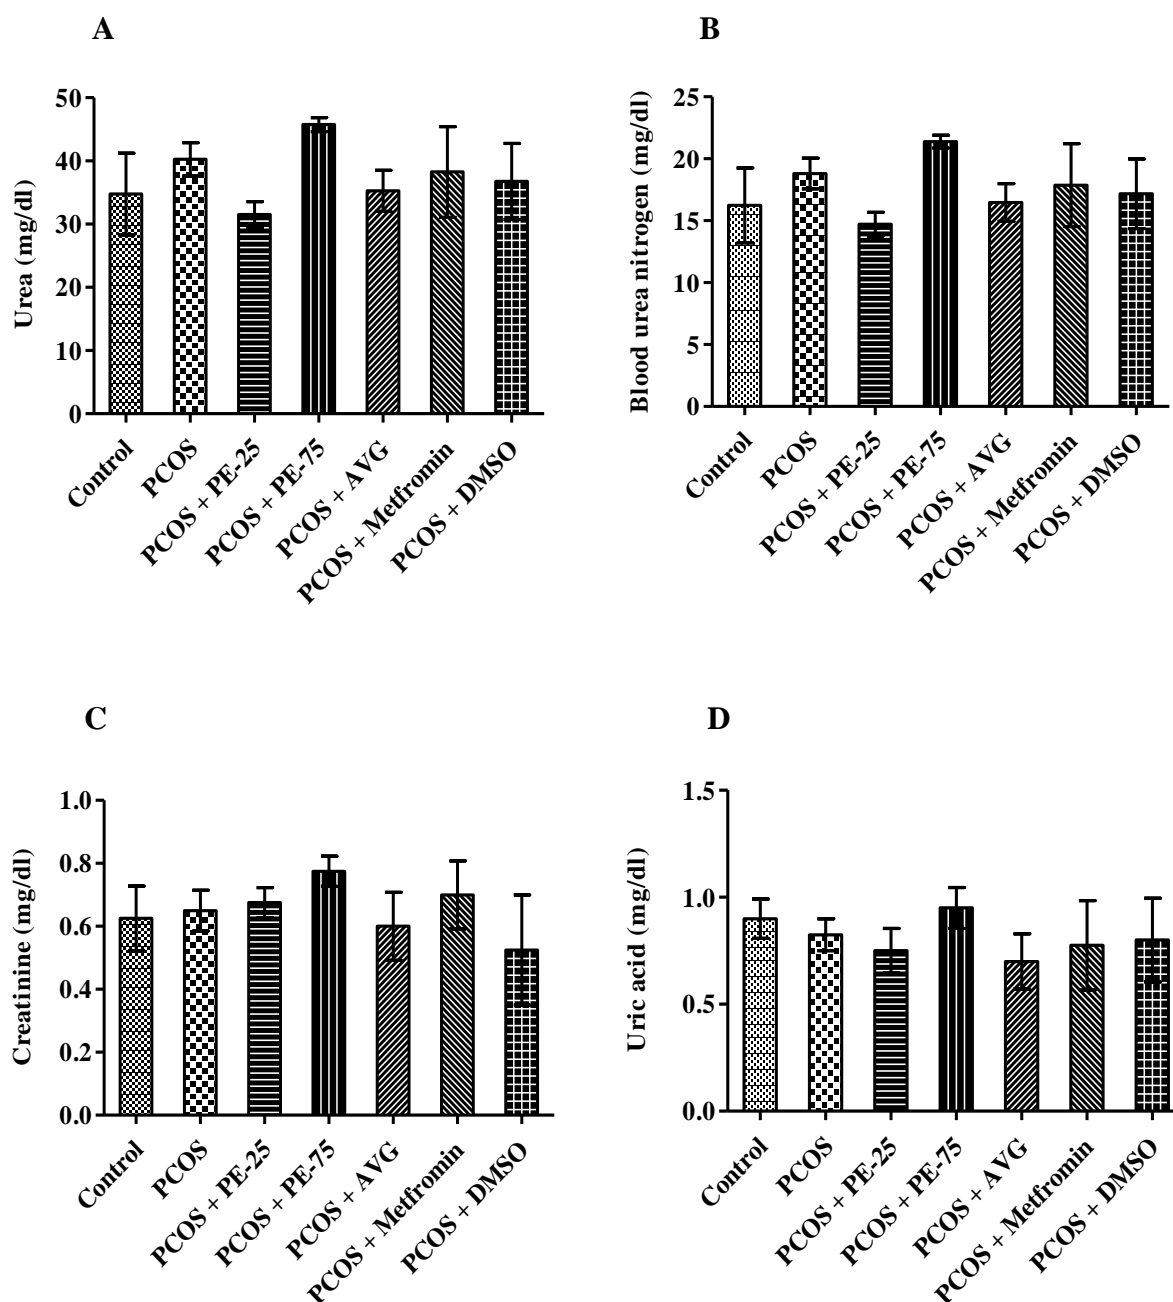 A
Urea (mg/dl)
50
40
30
20
10
0
Control
PCOS
PCOS + PE-25
PCOS + PE-75
PCOS + AVG
PCOS + Metfromin
PCOS + DMSO
B
Blood urea nitrogen (mg/dl)
25
20
15
10
5
0
Control
PCOS
PCOS + PE-25
PCOS + PE-75
PCOS + AVG
PCOS + Metfromin
PCOS + DMSO
C
Creatinine (mg/dl)
1.0
0.8
0.6
0.4
0.2
0.0
Control
PCOS
PCOS + PE-25
PCOS + PE-75
PCOS + AVG
PCOS + Metfromin
PCOS + DMSO
D
Uric acid (mg/dl)
1.5
1.0
0.5
0.0
Control
PCOS
PCOS + PE-25
PCOS + PE-75
PCOS + AVG
PCOS + Metfromin
PCOS + DMSO